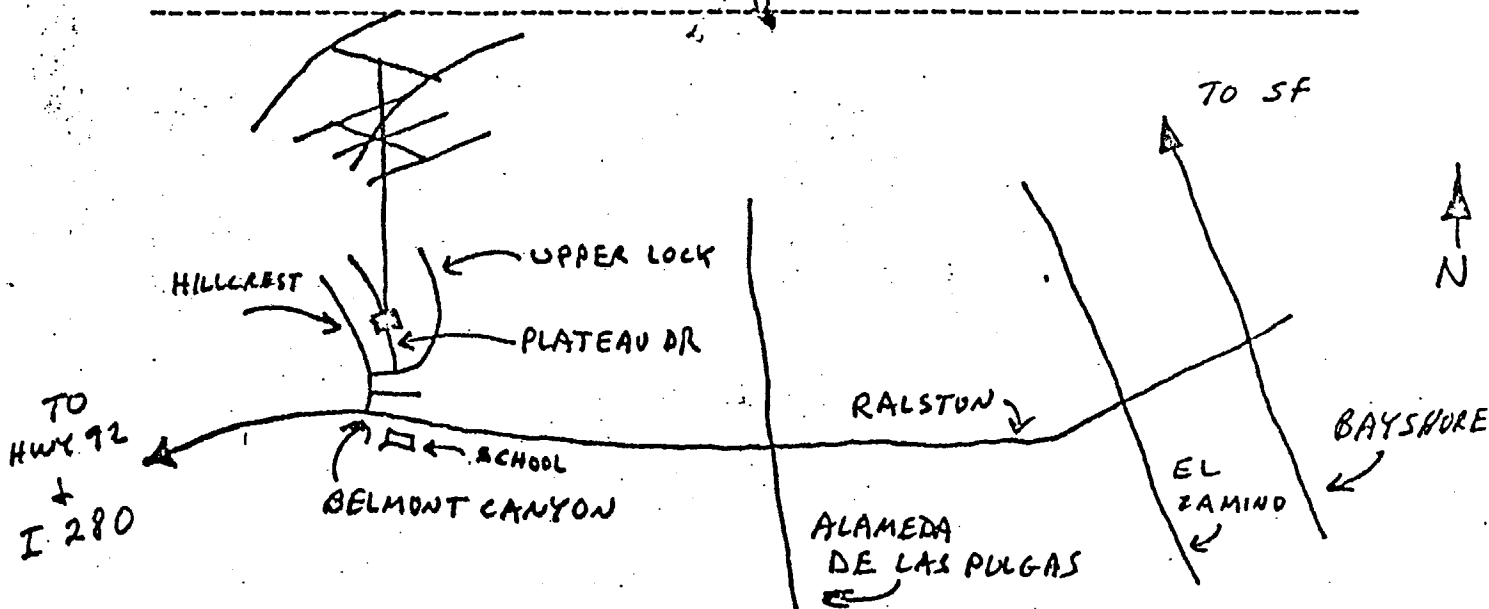 TO SF
N
UPPER LOCK
HILLCREST
PLATEAU DR
TO
HWY. 92
+
I 280
RALSTON
BAYSHORE
SCHOOL
BELMONT CANYON
EL
ZAMINO
ALAMEDA
DE LAS PULGAS